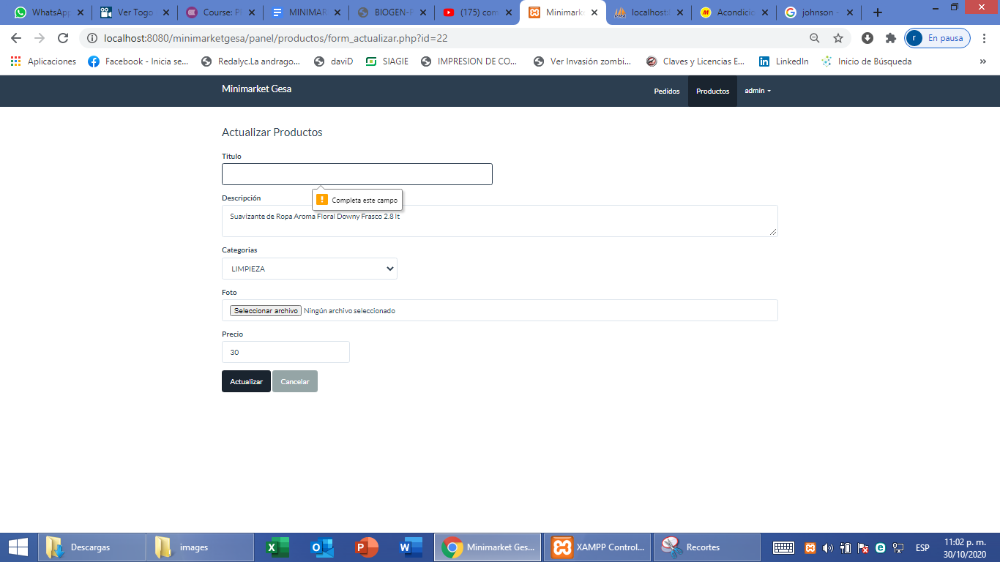 WhatsApp
Ver Togo
Course: P
MINIMAR
BIOGEN-F
(175) com
Minimark
localhost:
Acondicio
johnson -
localhost:8080/minimarketgesa/panel/productos/form_actualizar.php?id=22
r
En pausa
Aplicaciones
Facebook - Inicia se...
Redalyc.La andrago...
daviD
SIAGIE
IMPRESION DE CO...
Ver Invasión zombi...
Claves y Licencias E...
LinkedIn
Inicio de Búsqueda
»
Minimarket Gesa
Pedidos
Productos
admin
Actualizar Productos
Titulo
Completa este campo
Descripción
Suavizante de Ropa Aroma Floral Downy Frasco 2.8 lt
Categorias
LIMPIEZA
Foto
Seleccionar archivo Ningún archivo seleccionado
Precio
30
Actualizar
Cancelar
Descargas
images
Minimarket Ges...
XAMPP Control...
Recortes
ESP
11:02 p. m.
30/10/2020